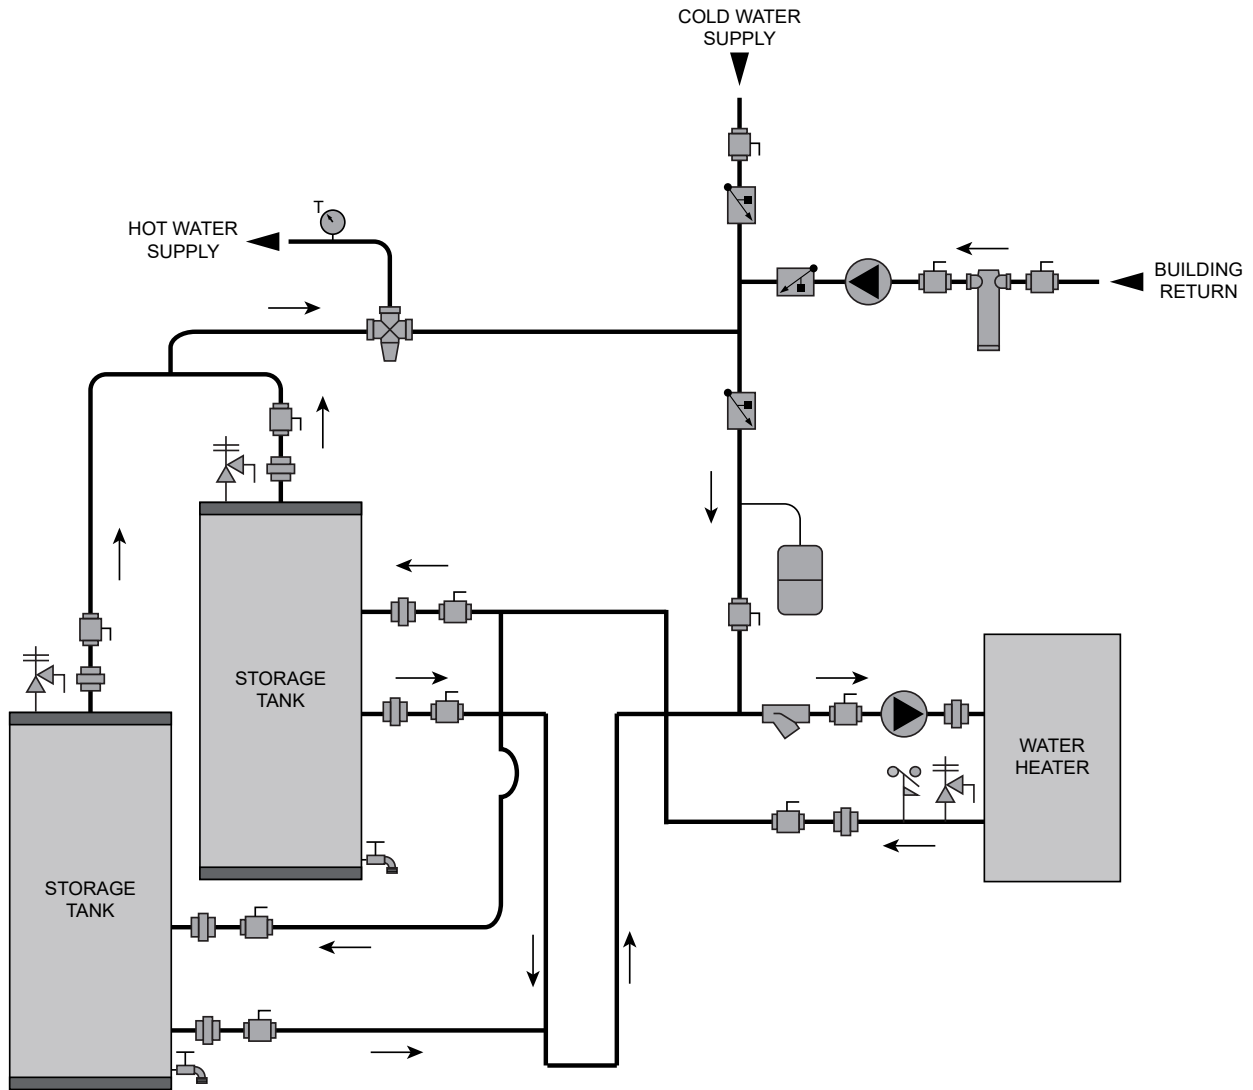 COLD WATER
SUPPLY
HOT WATER
SUPPLY
T
BUILDING
RETURN
STORAGE
TANK
WATER
HEATER
STORAGE
TANK